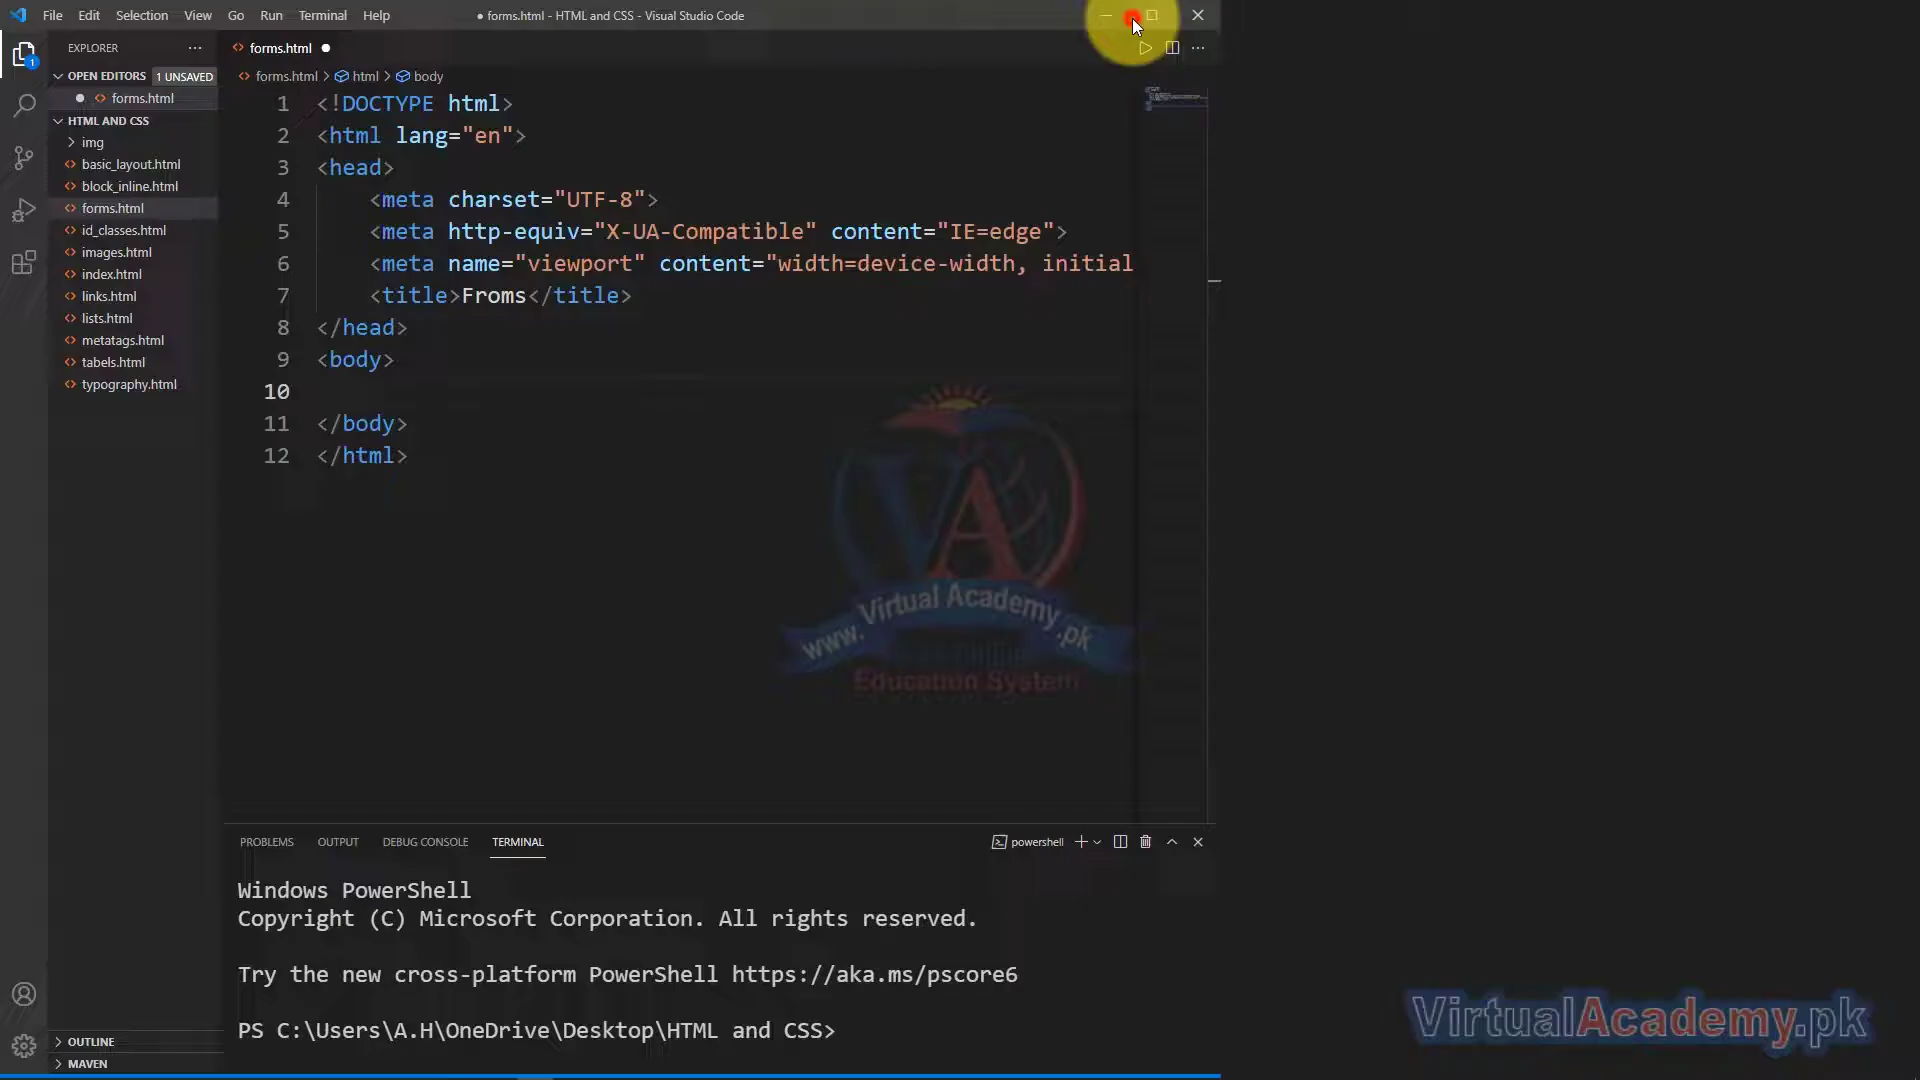 File Edit Selection View Go Run Terminal Help
● forms.html - HTML and CSS - Visual Studio Code
EXPLORER
OPEN EDITORS 1 UNSAVED
forms.html
HTML AND CSS
img
basic_layout.html
block_inline.html
forms.html
id_classes.html
images.html
index.html
links.html
lists.html
metatags.html
tabels.html
typography.html
OUTLINE
MAVEN
1
forms.html
forms.html > html > body
1 <!DOCTYPE html>
2 <html lang="en">
3 <head>
4     <meta charset="UTF-8">
5     <meta http-equiv="X-UA-Compatible" content="IE=edge">
6     <meta name="viewport" content="width=device-width, initial
7     <title>Froms</title>
8 </head>
9 <body>
10
11 </body>
12 </html>
VA
www.Virtual Academy.pk
Education System
PROBLEMS OUTPUT DEBUG CONSOLE TERMINAL
powershell
Windows PowerShell
Copyright (C) Microsoft Corporation. All rights reserved.
Try the new cross-platform PowerShell https://aka.ms/pscore6
PS C:\Users\A.H\OneDrive\Desktop\HTML and CSS>
VirtualAcademy.pk